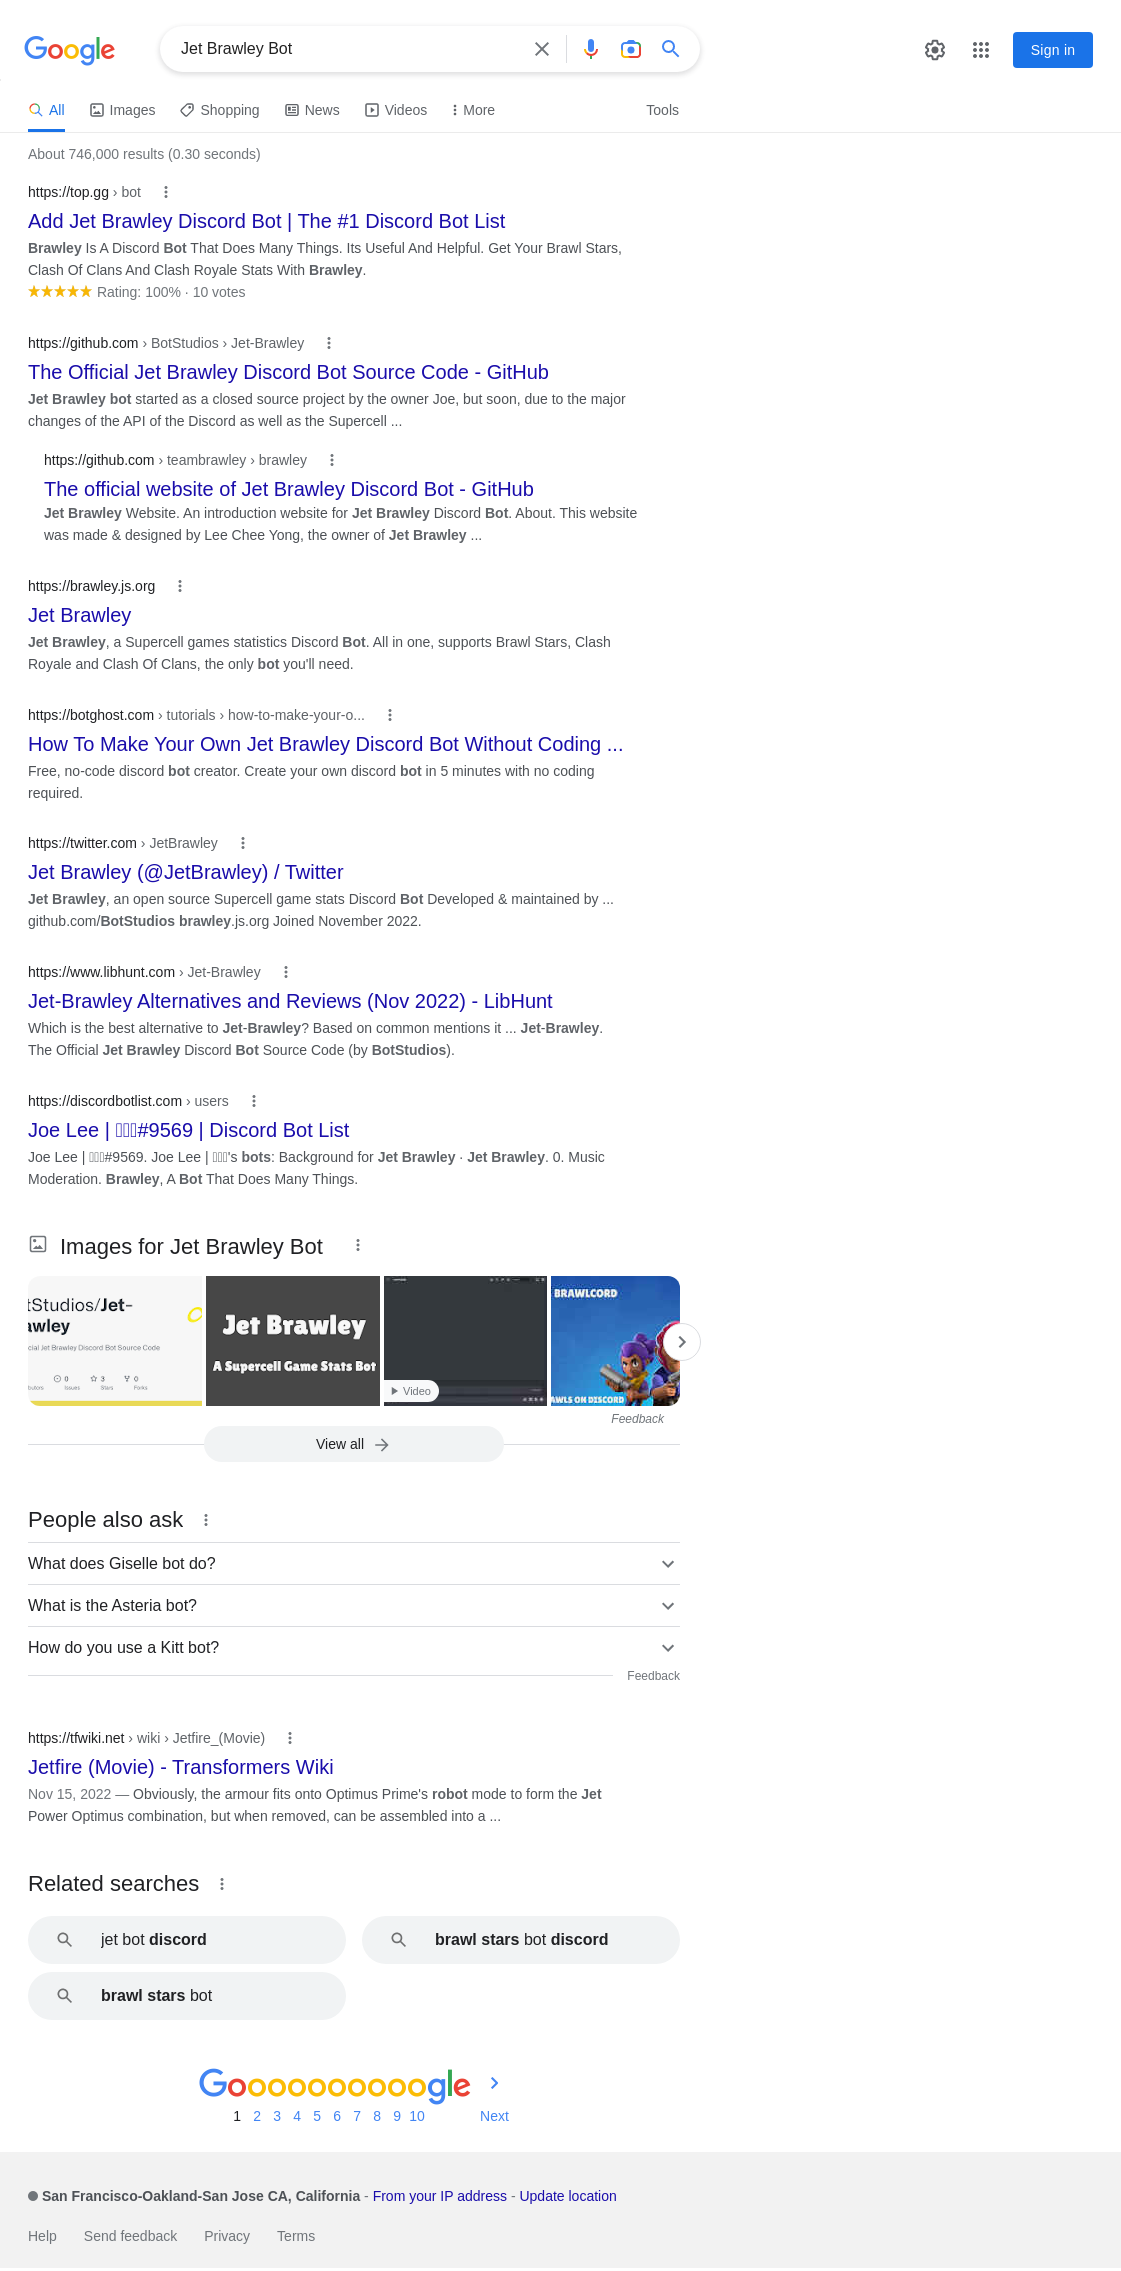 Google
Jet Brawley Bot
Sign in
All Images Shopping News Videos More Tools
About 746,000 results (0.30 seconds)
https://top.gg › bot
Add Jet Brawley Discord Bot | The #1 Discord Bot List
Brawley Is A Discord Bot That Does Many Things. Its Useful And Helpful. Get Your Brawl Stars,
Clash Of Clans And Clash Royale Stats With Brawley.
Rating: 100% · 10 votes
https://github.com › BotStudios › Jet-Brawley
The Official Jet Brawley Discord Bot Source Code - GitHub
Jet Brawley bot started as a closed source project by the owner Joe, but soon, due to the major
changes of the API of the Discord as well as the Supercell ...
https://github.com › teambrawley › brawley
The official website of Jet Brawley Discord Bot - GitHub
Jet Brawley Website. An introduction website for Jet Brawley Discord Bot. About. This website
was made & designed by Lee Chee Yong, the owner of Jet Brawley ...
https://brawley.js.org
Jet Brawley
Jet Brawley, a Supercell games statistics Discord Bot. All in one, supports Brawl Stars, Clash
Royale and Clash Of Clans, the only bot you'll need.
https://botghost.com › tutorials › how-to-make-your-o...
How To Make Your Own Jet Brawley Discord Bot Without Coding ...
Free, no-code discord bot creator. Create your own discord bot in 5 minutes with no coding
required.
https://twitter.com › JetBrawley
Jet Brawley (@JetBrawley) / Twitter
Jet Brawley, an open source Supercell game stats Discord Bot Developed & maintained by ...
github.com/BotStudios brawley.js.org Joined November 2022.
https://www.libhunt.com › Jet-Brawley
Jet-Brawley Alternatives and Reviews (Nov 2022) - LibHunt
Which is the best alternative to Jet-Brawley? Based on common mentions it ... Jet-Brawley.
The Official Jet Brawley Discord Bot Source Code (by BotStudios).
https://discordbotlist.com › users
Joe Lee | #9569 | Discord Bot List
Joe Lee | #9569. Joe Lee | 's bots: Background for Jet Brawley · Jet Brawley. 0. Music
Moderation. Brawley, A Bot That Does Many Things.
Images for Jet Brawley Bot
tStudios/Jet-
awley
cial Jet Brawley Discord Bot Source Code
0 3 0
butors Issues Stars Forks
Jet Brawley
A Supercell Game Stats Bot
Video
BRAWLCORD
AWLS ON DISCORD
Feedback
View all
People also ask
What does Giselle bot do?
What is the Asteria bot?
How do you use a Kitt bot?
Feedback
https://tfwiki.net › wiki › Jetfire_(Movie)
Jetfire (Movie) - Transformers Wiki
Nov 15, 2022 — Obviously, the armour fits onto Optimus Prime's robot mode to form the Jet
Power Optimus combination, but when removed, can be assembled into a ...
Related searches
jet bot discord
brawl stars bot discord
brawl stars bot
Goooooooooogle
1 2 3 4 5 6 7 8 9 10 Next
San Francisco-Oakland-San Jose CA, California - From your IP address - Update location
Help Send feedback Privacy Terms